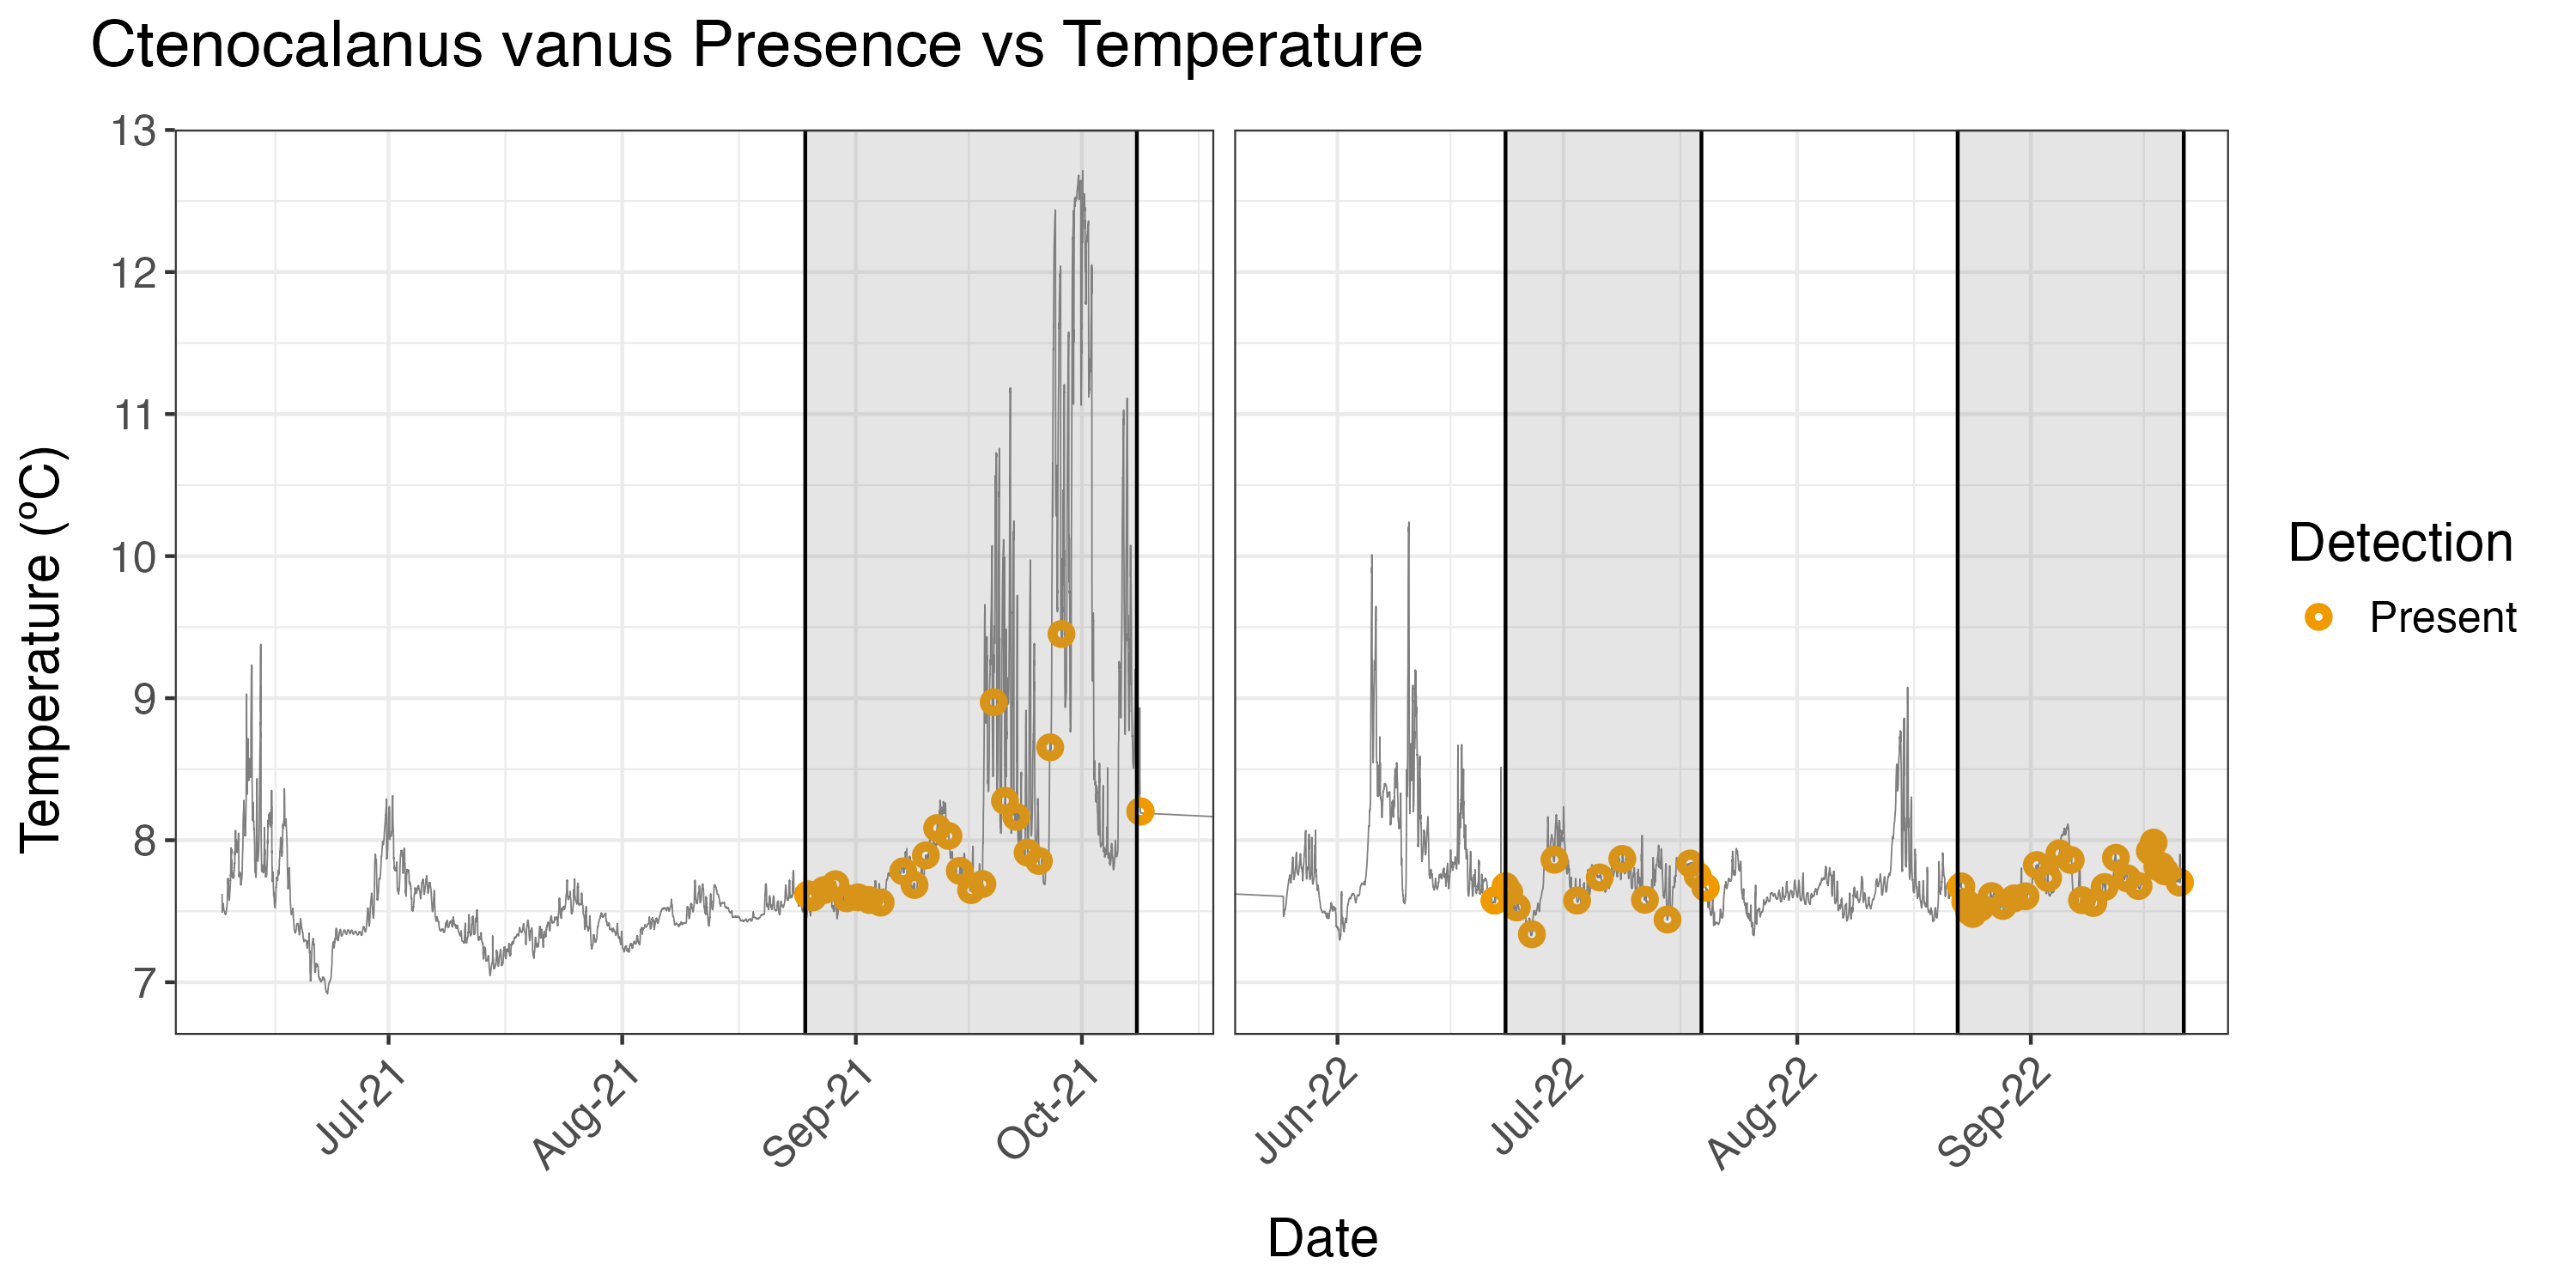 Ctenocalanus vanus Presence vs Temperature
13
12
11
10
9
8
7
Temperature (ºC)
Jul-21
Aug-21
Sep-21
Oct-21
Jun-22
Jul-22
Aug-22
Sep-22
Date
Detection
Present